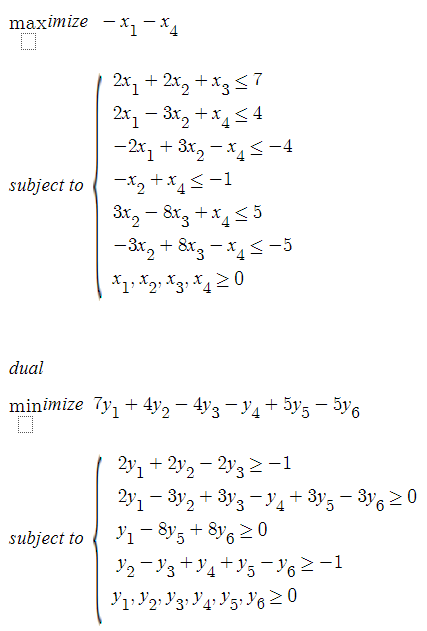 maximize −x₁ − x₄
subject to
2x₁ + 2x₂ + x₃ ≤ 7
2x₁ − 3x₂ + x₄ ≤ 4
−2x₁ + 3x₂ − x₄ ≤ −4
−x₂ + x₄ ≤ −1
3x₂ − 8x₃ + x₄ ≤ 5
−3x₂ + 8x₃ − x₄ ≤ −5
x₁, x₂, x₃, x₄ ≥ 0
dual
minimize 7y₁ + 4y₂ − 4y₃ − y₄ + 5y₅ − 5y₆
subject to
2y₁ + 2y₂ − 2y₃ ≥ −1
2y₁ − 3y₂ + 3y₃ − y₄ + 3y₅ − 3y₆ ≥ 0
y₁ − 8y₅ + 8y₆ ≥ 0
y₂ − y₃ + y₄ + y₅ − y₆ ≥ −1
y₁, y₂, y₃, y₄, y₅, y₆ ≥ 0